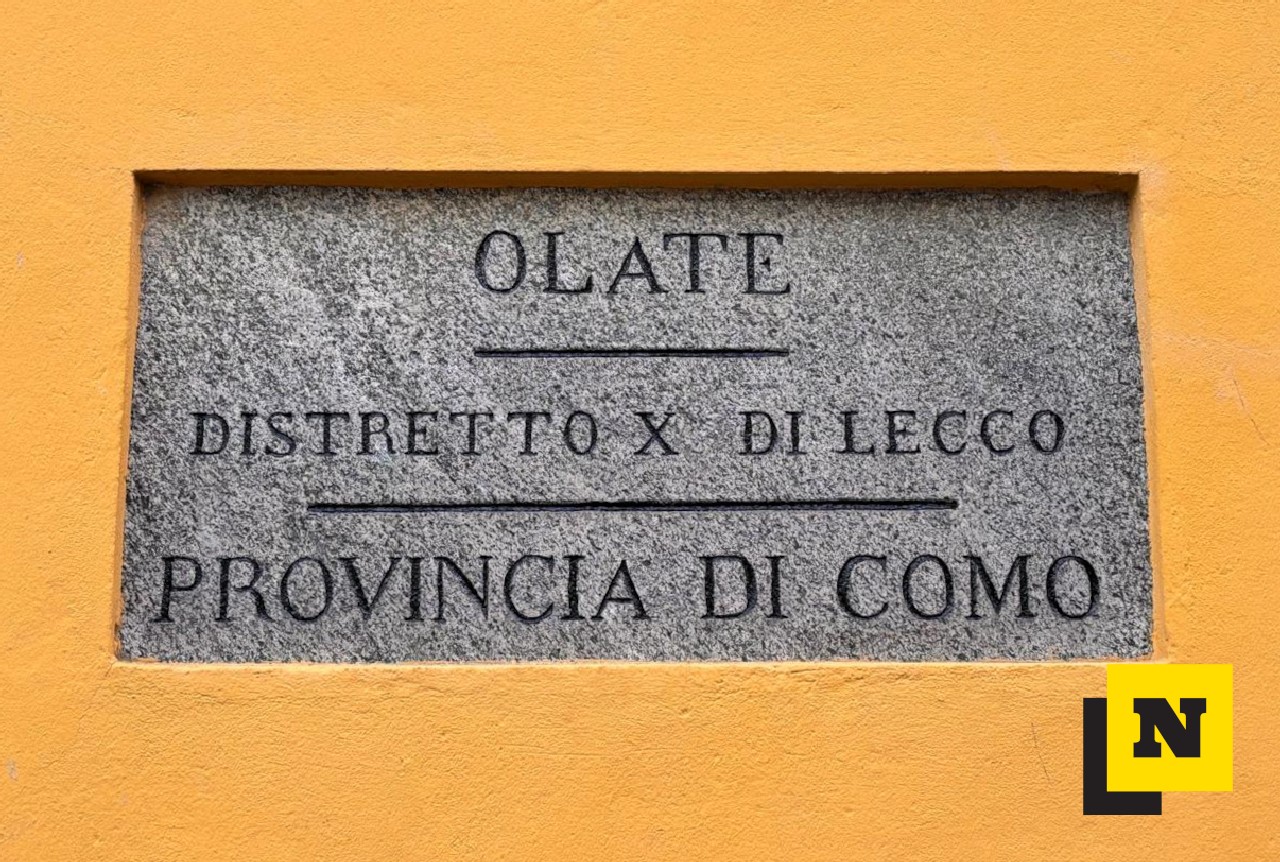 OLATE
DISTRETTO X DI LECCO
PROVINCIA DI COMO
LN